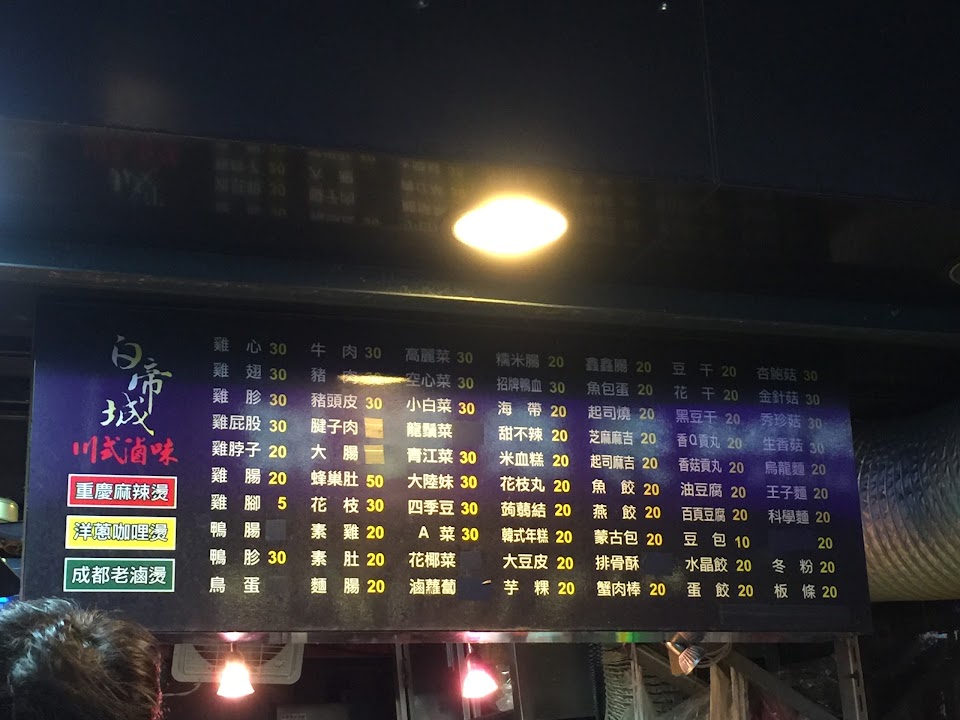 白帝城
川式滷味
重慶麻辣燙
洋蔥咖哩燙
成都老滷燙
雞心 30 牛肉 30 高麗菜 30 糯米腸 20 鑫鑫腸 20 豆干 20 杏鮑菇 30
雞翅 30 豬 空心菜 30 招牌鴨血 30 魚包蛋 20 花干 20 金針菇 30
雞胗 30 豬頭皮 30 小白菜 30 海帶 20 起司燒 20 黑豆干 20 秀珍菇 30
雞屁股 30 腱子肉 龍鬚菜 甜不辣 20 芝麻麻吉 20 香Q貢丸 20 生香菇 30
雞脖子 20 大腸 青江菜 30 米血糕 20 起司麻吉 20 香菇貢丸 20 烏龍麵 20
雞腸 20 蜂巢肚 50 大陸妹 30 花枝丸 20 魚餃 20 油豆腐 20 王子麵 20
雞腳 5 花枝 30 四季豆 30 蒟蒻結 20 燕餃 20 百頁豆腐 20 科學麵 20
鴨腸 素雞 20 A菜 30 韓式年糕 20 蒙古包 20 豆包 10 20
鴨胗 30 素肚 20 花椰菜 大豆皮 20 排骨酥 水晶餃 20 冬粉 20
鳥蛋 麵腸 20 滷蘿蔔 芋粿 20 蟹肉棒 20 蛋餃 20 板條 20